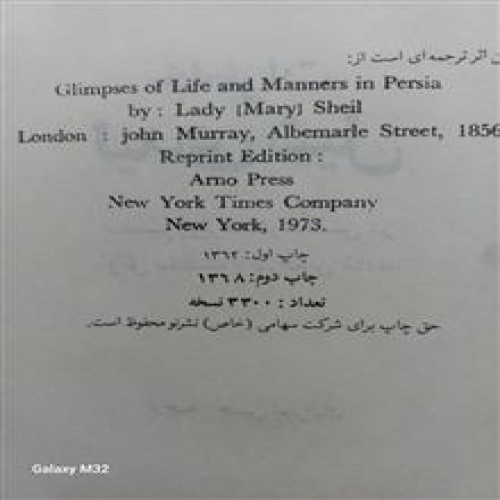 ن اثر ترجمه‌ای است از:
Glimpses of Life and Manners in Persia
by : Lady (Mary) Sheil
London : john Murray, Albemarle Street, 1856
Reprint Edition :
Arno Press
New York Times Company
New York, 1973.
چاپ اول: ۱۳۶۲
چاپ دوم: ۱۳۶۸
تعداد : ۳۳۰۰ نسخه
حق چاپ برای شرکت سهامی (خاص) نشرنو محفوظ است.
Galaxy M32